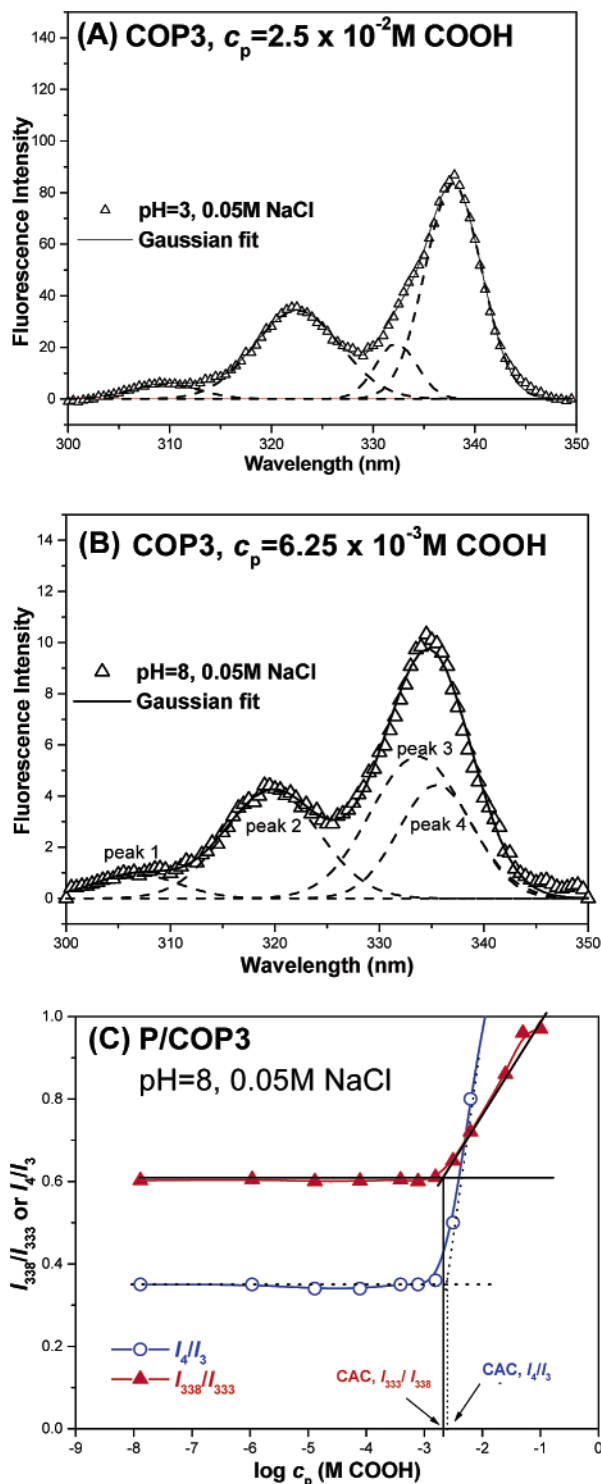 (A) COP3, cp=2.5 x 10-2M COOH
140
120
100
80
60
40
20
0
Fluorescence Intensity
pH=3, 0.05M NaCl
Gaussian fit
300 310 320 330 340 350
Wavelength (nm)
(B) COP3, cp=6.25 x 10-3M COOH
14
12
10
8
6
4
2
0
Fluorescence Intensity
pH=8, 0.05M NaCl
Gaussian fit
peak 1
peak 2
peak 3
peak 4
300 310 320 330 340 350
Wavelength (nm)
(C) P/COP3
pH=8, 0.05M NaCl
1.0
0.8
0.6
0.4
0.2
0.0
I338/I333 or I4/I3
I4/I3
I338/I333
CAC, I333/I338
CAC, I4/I3
-9 -8 -7 -6 -5 -4 -3 -2 -1 0
log cp (M COOH)